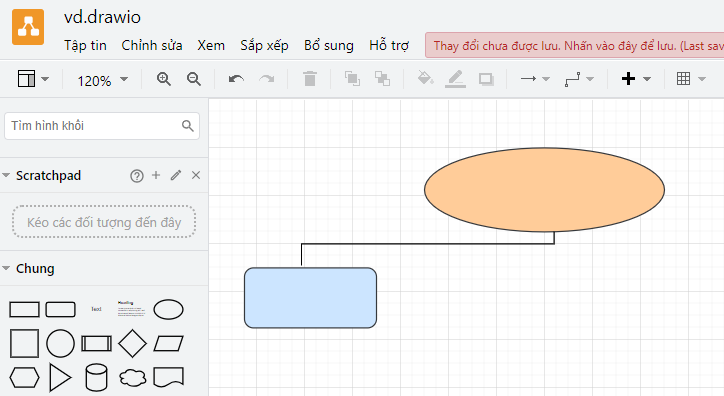 vd.drawio
Tập tin Chỉnh sửa Xem Sắp xếp Bổ sung Hỗ trợ
Thay đổi chưa được lưu. Nhấn vào đây để lưu. (Last sav
120%
Tìm hình khối
Scratchpad
Kéo các đối tượng đến đây
Chung
Text
Heading